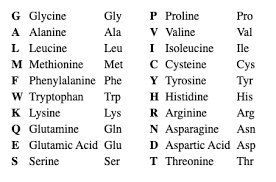 G Glycine Gly P Proline Pro
A Alanine Ala V Valine Val
L Leucine Leu I Isoleucine Ile
M Methionine Met C Cysteine Cys
F Phenylalanine Phe Y Tyrosine Tyr
W Tryptophan Trp H Histidine His
K Lysine Lys R Arginine Arg
Q Glutamine Gln N Asparagine Asn
E Glutamic Acid Glu D Aspartic Acid Asp
S Serine Ser T Threonine Thr